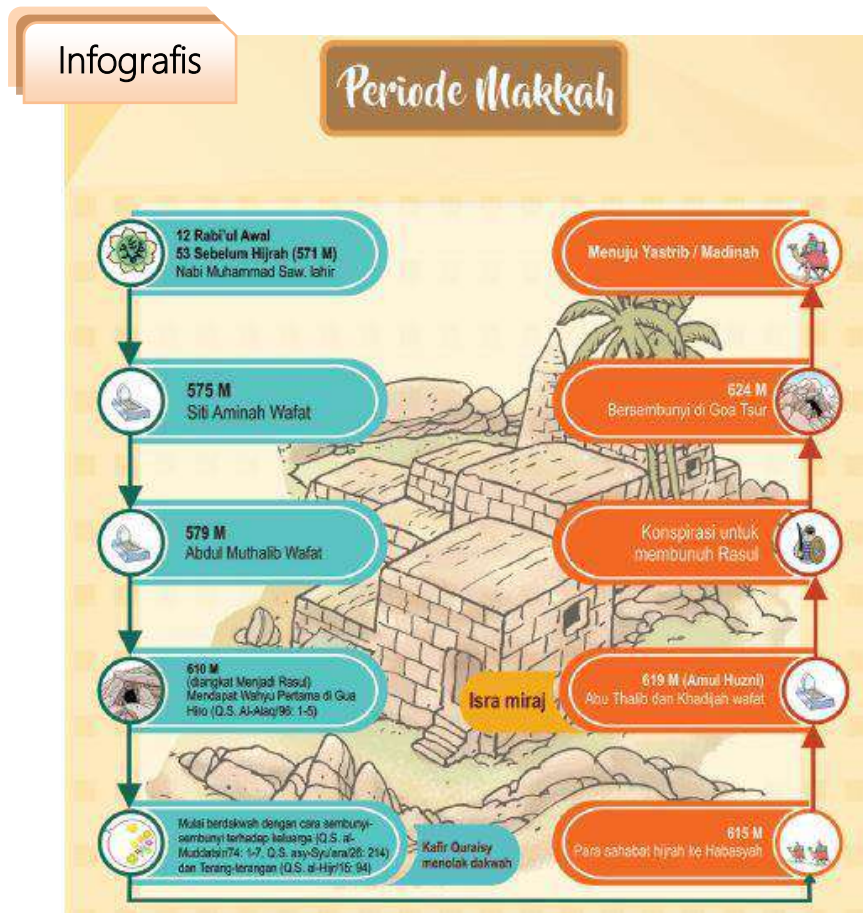 Infografis
Periode Makkah
12 Rabi'ul Awal
53 Sebelum Hijrah (571 M)
Nabi Muhammad Saw. lahir
575 M
Siti Aminah Wafat
579 M
Abdul Muthalib Wafat
610 M
(diangkat Menjadi Rasul)
Mendapat Wahyu Pertama di Gua
Hiro (Q.S. Al-Alaq/96: 1-5)
Mulai berdakwah dengan cara sembunyi-
sembunyi terhadap keluarga (Q.S. al-
Muddatsir/74: 1-7, Q.S. asy-Syu'ara/26: 214)
dan Terang-terangan (Q.S. al-Hijr/15: 94)
Kafir Quraisy
menolak dakwah
615 M
Para sahabat hijrah ke Habasyah
619 M (Amul Huzni)
Abu Thalib dan Khadijah wafat
Isra miraj
Konspirasi untuk
membunuh Rasul
624 M
Bersembunyi di Goa Tsur
Menuju Yastrib / Madinah